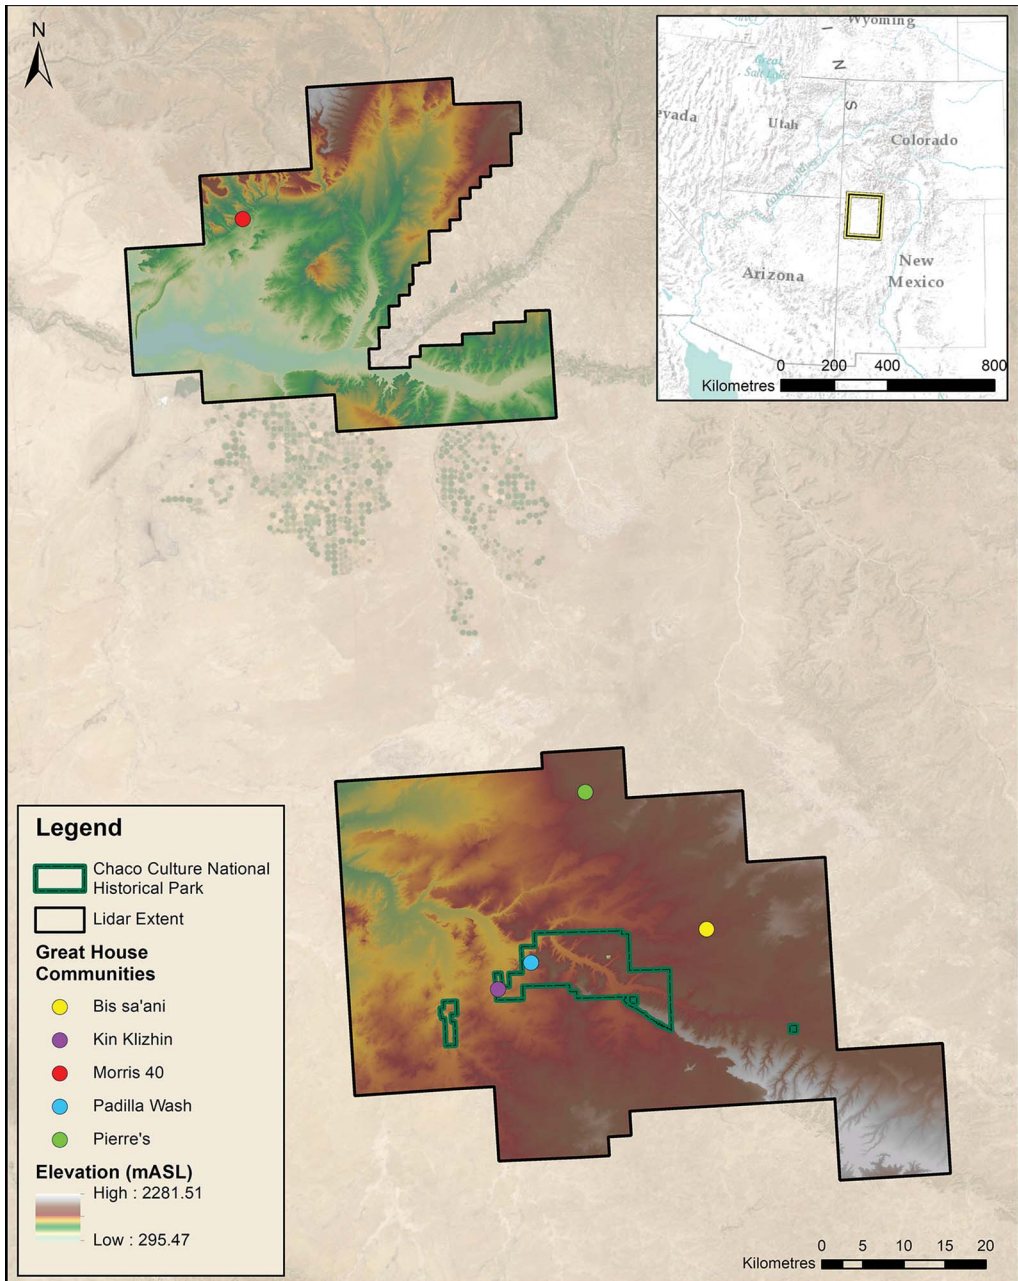 N
Wyoming
I
N
S
Great
Salt Lake
evada
Utah
Colorado
Arizona
New
Mexico
0 200 400 800
Kilometres
Legend
Chaco Culture National
Historical Park
Lidar Extent
Great House
Communities
Bis sa'ani
Kin Klizhin
Morris 40
Padilla Wash
Pierre's
Elevation (mASL)
High : 2281.51
Low : 295.47
0 5 10 15 20
Kilometres